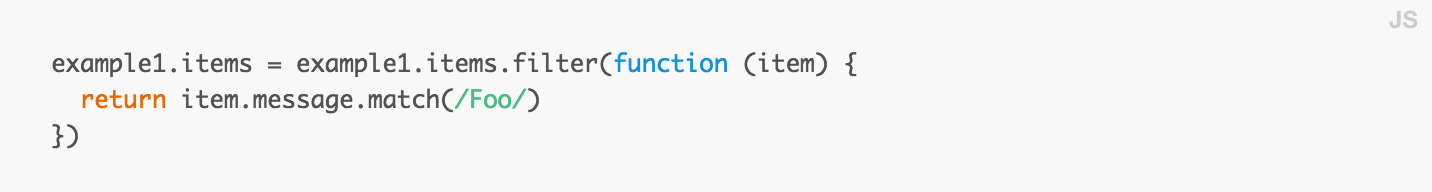 JS
example1.items = example1.items.filter(function (item) {
  return item.message.match(/Foo/)
})